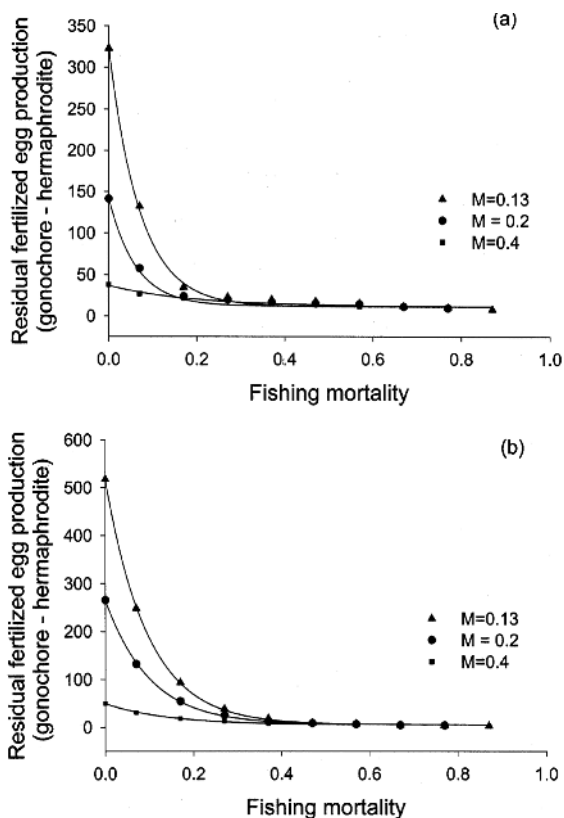 (a)
350
300
250
200
150
100
50
0
Residual fertilized egg production
(gonochore - hermaphrodite)
M=0.13
M = 0.2
M=0.4
0.0 0.2 0.4 0.6 0.8 1.0
Fishing mortality
(b)
600
500
400
300
200
100
0
Residual fertilized egg production
(gonochore - hermaphrodite)
M=0.13
M = 0.2
M=0.4
0.0 0.2 0.4 0.6 0.8 1.0
Fishing mortality